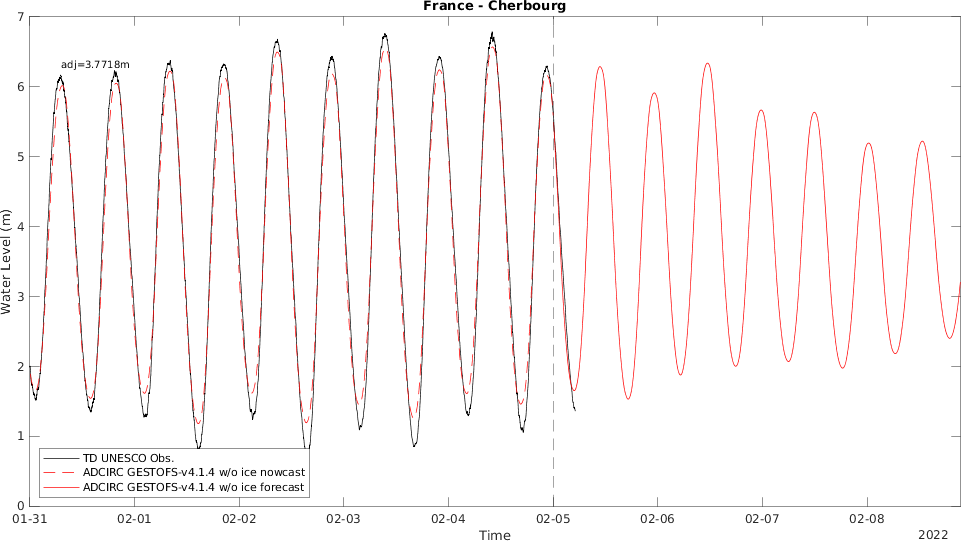 France - Cherbourg
7
adj=3.7718m
6
5
4
Water Level (m)
3
2
1
TD UNESCO Obs.
ADCIRC GESTOFS-v4.1.4 w/o ice nowcast
ADCIRC GESTOFS-v4.1.4 w/o ice forecast
0
01-31 02-01 02-02 02-03 02-04 02-05 02-06 02-07 02-08
Time
2022